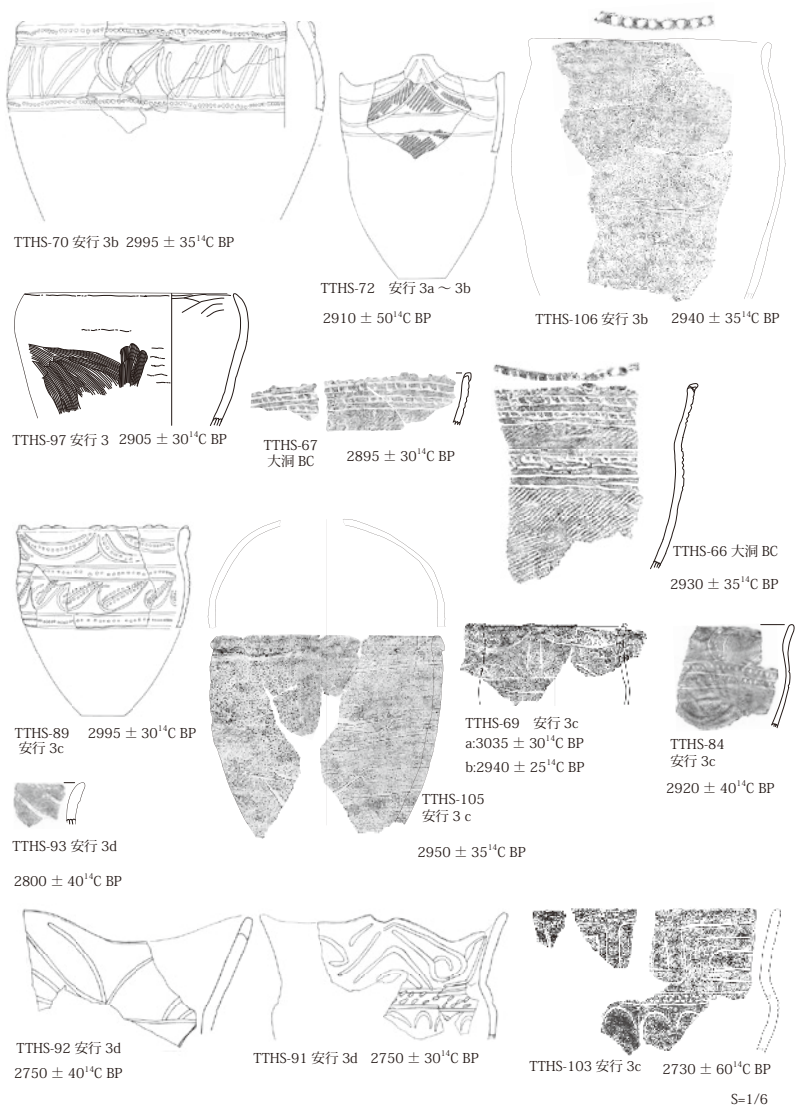 TTHS-70 安行 3b 2995 ± 35¹⁴C BP
TTHS-72 安行 3a ～ 3b
2910 ± 50¹⁴C BP
TTHS-106 安行 3b 2940 ± 35¹⁴C BP
TTHS-97 安行 3 2905 ± 30¹⁴C BP
TTHS-67
大洞 BC
2895 ± 30¹⁴C BP
TTHS-66 大洞 BC
2930 ± 35¹⁴C BP
TTHS-89
安行 3c
2995 ± 30¹⁴C BP
TTHS-105
安行 3 c
2950 ± 35¹⁴C BP
TTHS-69 安行 3c
a:3035 ± 30¹⁴C BP
b:2940 ± 25¹⁴C BP
TTHS-84
安行 3c
2920 ± 40¹⁴C BP
TTHS-93 安行 3d
2800 ± 40¹⁴C BP
TTHS-92 安行 3d
2750 ± 40¹⁴C BP
TTHS-91 安行 3d 2750 ± 30¹⁴C BP
TTHS-103 安行 3c 2730 ± 60¹⁴C BP
S=1/6